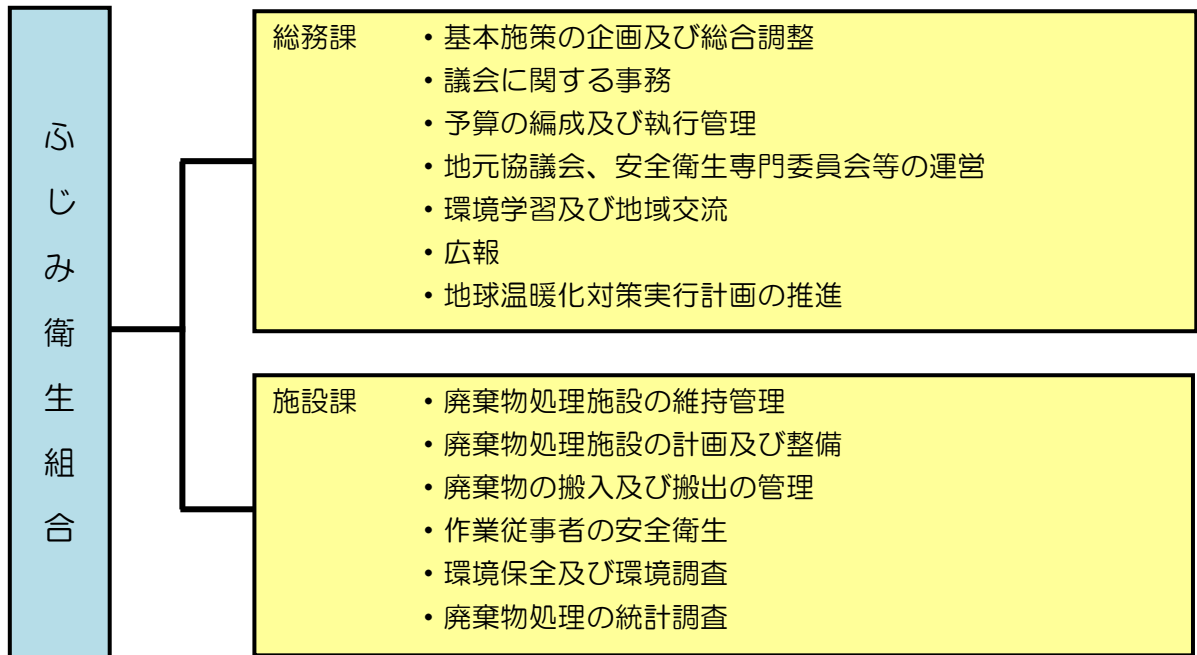 ふじみ衛生組合
総務課 ・基本施策の企画及び総合調整
・議会に関する事務
・予算の編成及び執行管理
・地元協議会、安全衛生専門委員会等の運営
・環境学習及び地域交流
・広報
・地球温暖化対策実行計画の推進
施設課 ・廃棄物処理施設の維持管理
・廃棄物処理施設の計画及び整備
・廃棄物の搬入及び搬出の管理
・作業従事者の安全衛生
・環境保全及び環境調査
・廃棄物処理の統計調査